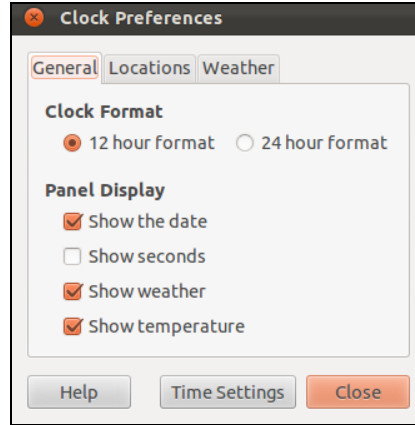 Clock Preferences
General Locations Weather
Clock Format
12 hour format 24 hour format
Panel Display
Show the date
Show seconds
Show weather
Show temperature
Help Time Settings Close